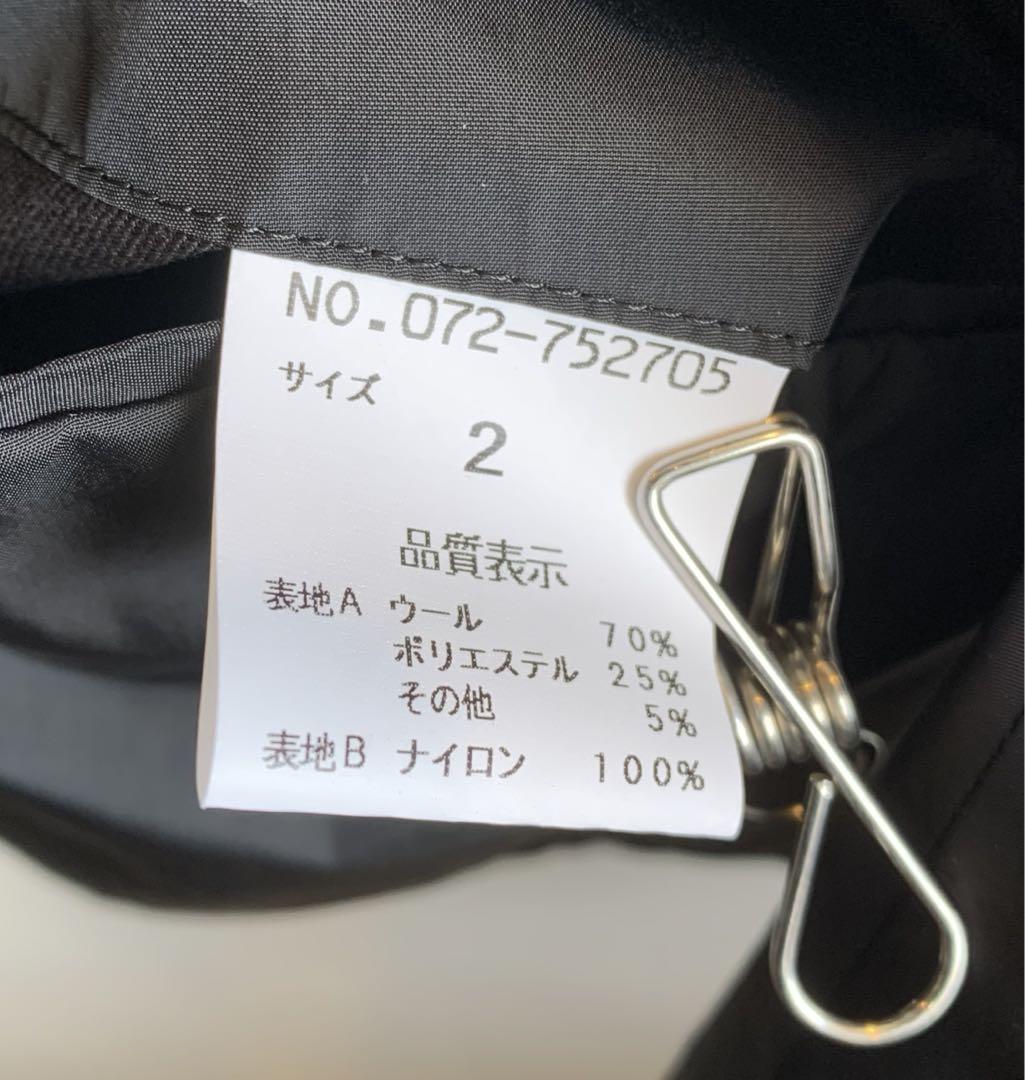 NO.072-752705
サイズ
2
品質表示
表地A ウール 70%
ポリエステル 25%
その他 5%
表地B ナイロン 100%